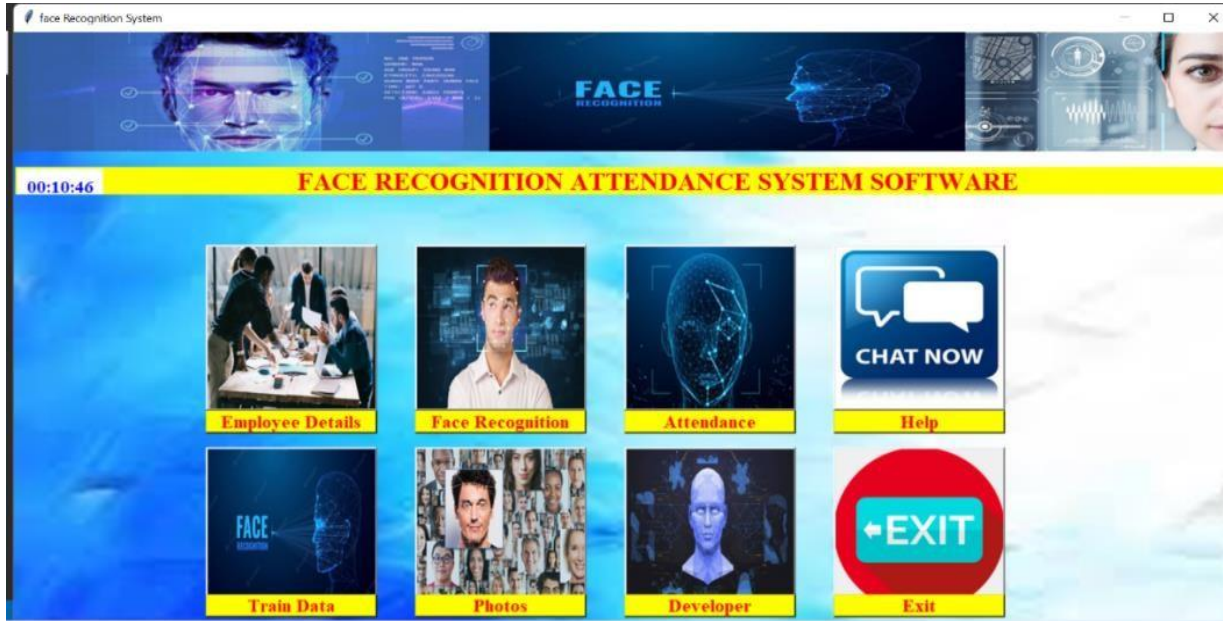 face Recognition System
FACE
RECOGNITION
00:10:46
FACE RECOGNITION ATTENDANCE SYSTEM SOFTWARE
CHAT NOW
Employee Details
Face Recognition
Attendance
Help
FACE
RECOGNITION
EXIT
Train Data
Photos
Developer
Exit